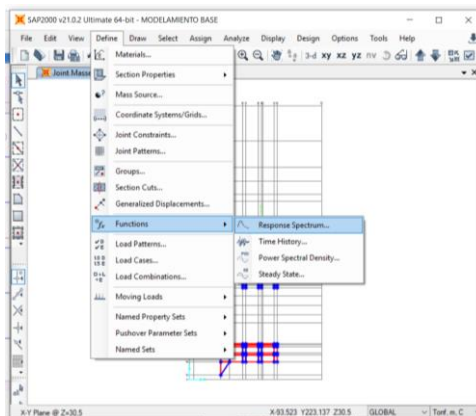 SAP2000 v21.0.2 Ultimate 64-bit - MODELAMIENTO BASE
File Edit View Define Draw Select Assign Analyze Display Design Options Tools Help
3-d xy xz yz nv
Joint Masse
Materials...
Section Properties
Mass Source...
Coordinate Systems/Grids...
Joint Constraints...
Joint Patterns...
Groups...
Section Cuts...
Generalized Displacements...
Functions
Load Patterns...
Load Cases...
Load Combinations...
Moving Loads
Named Property Sets
Pushover Parameter Sets
Named Sets
Response Spectrum...
Time History...
Power Spectral Density...
Steady State...
X-Y Plane @ Z=30.5 X-93.523 Y223.137 Z30.5 GLOBAL Tonf, m, C